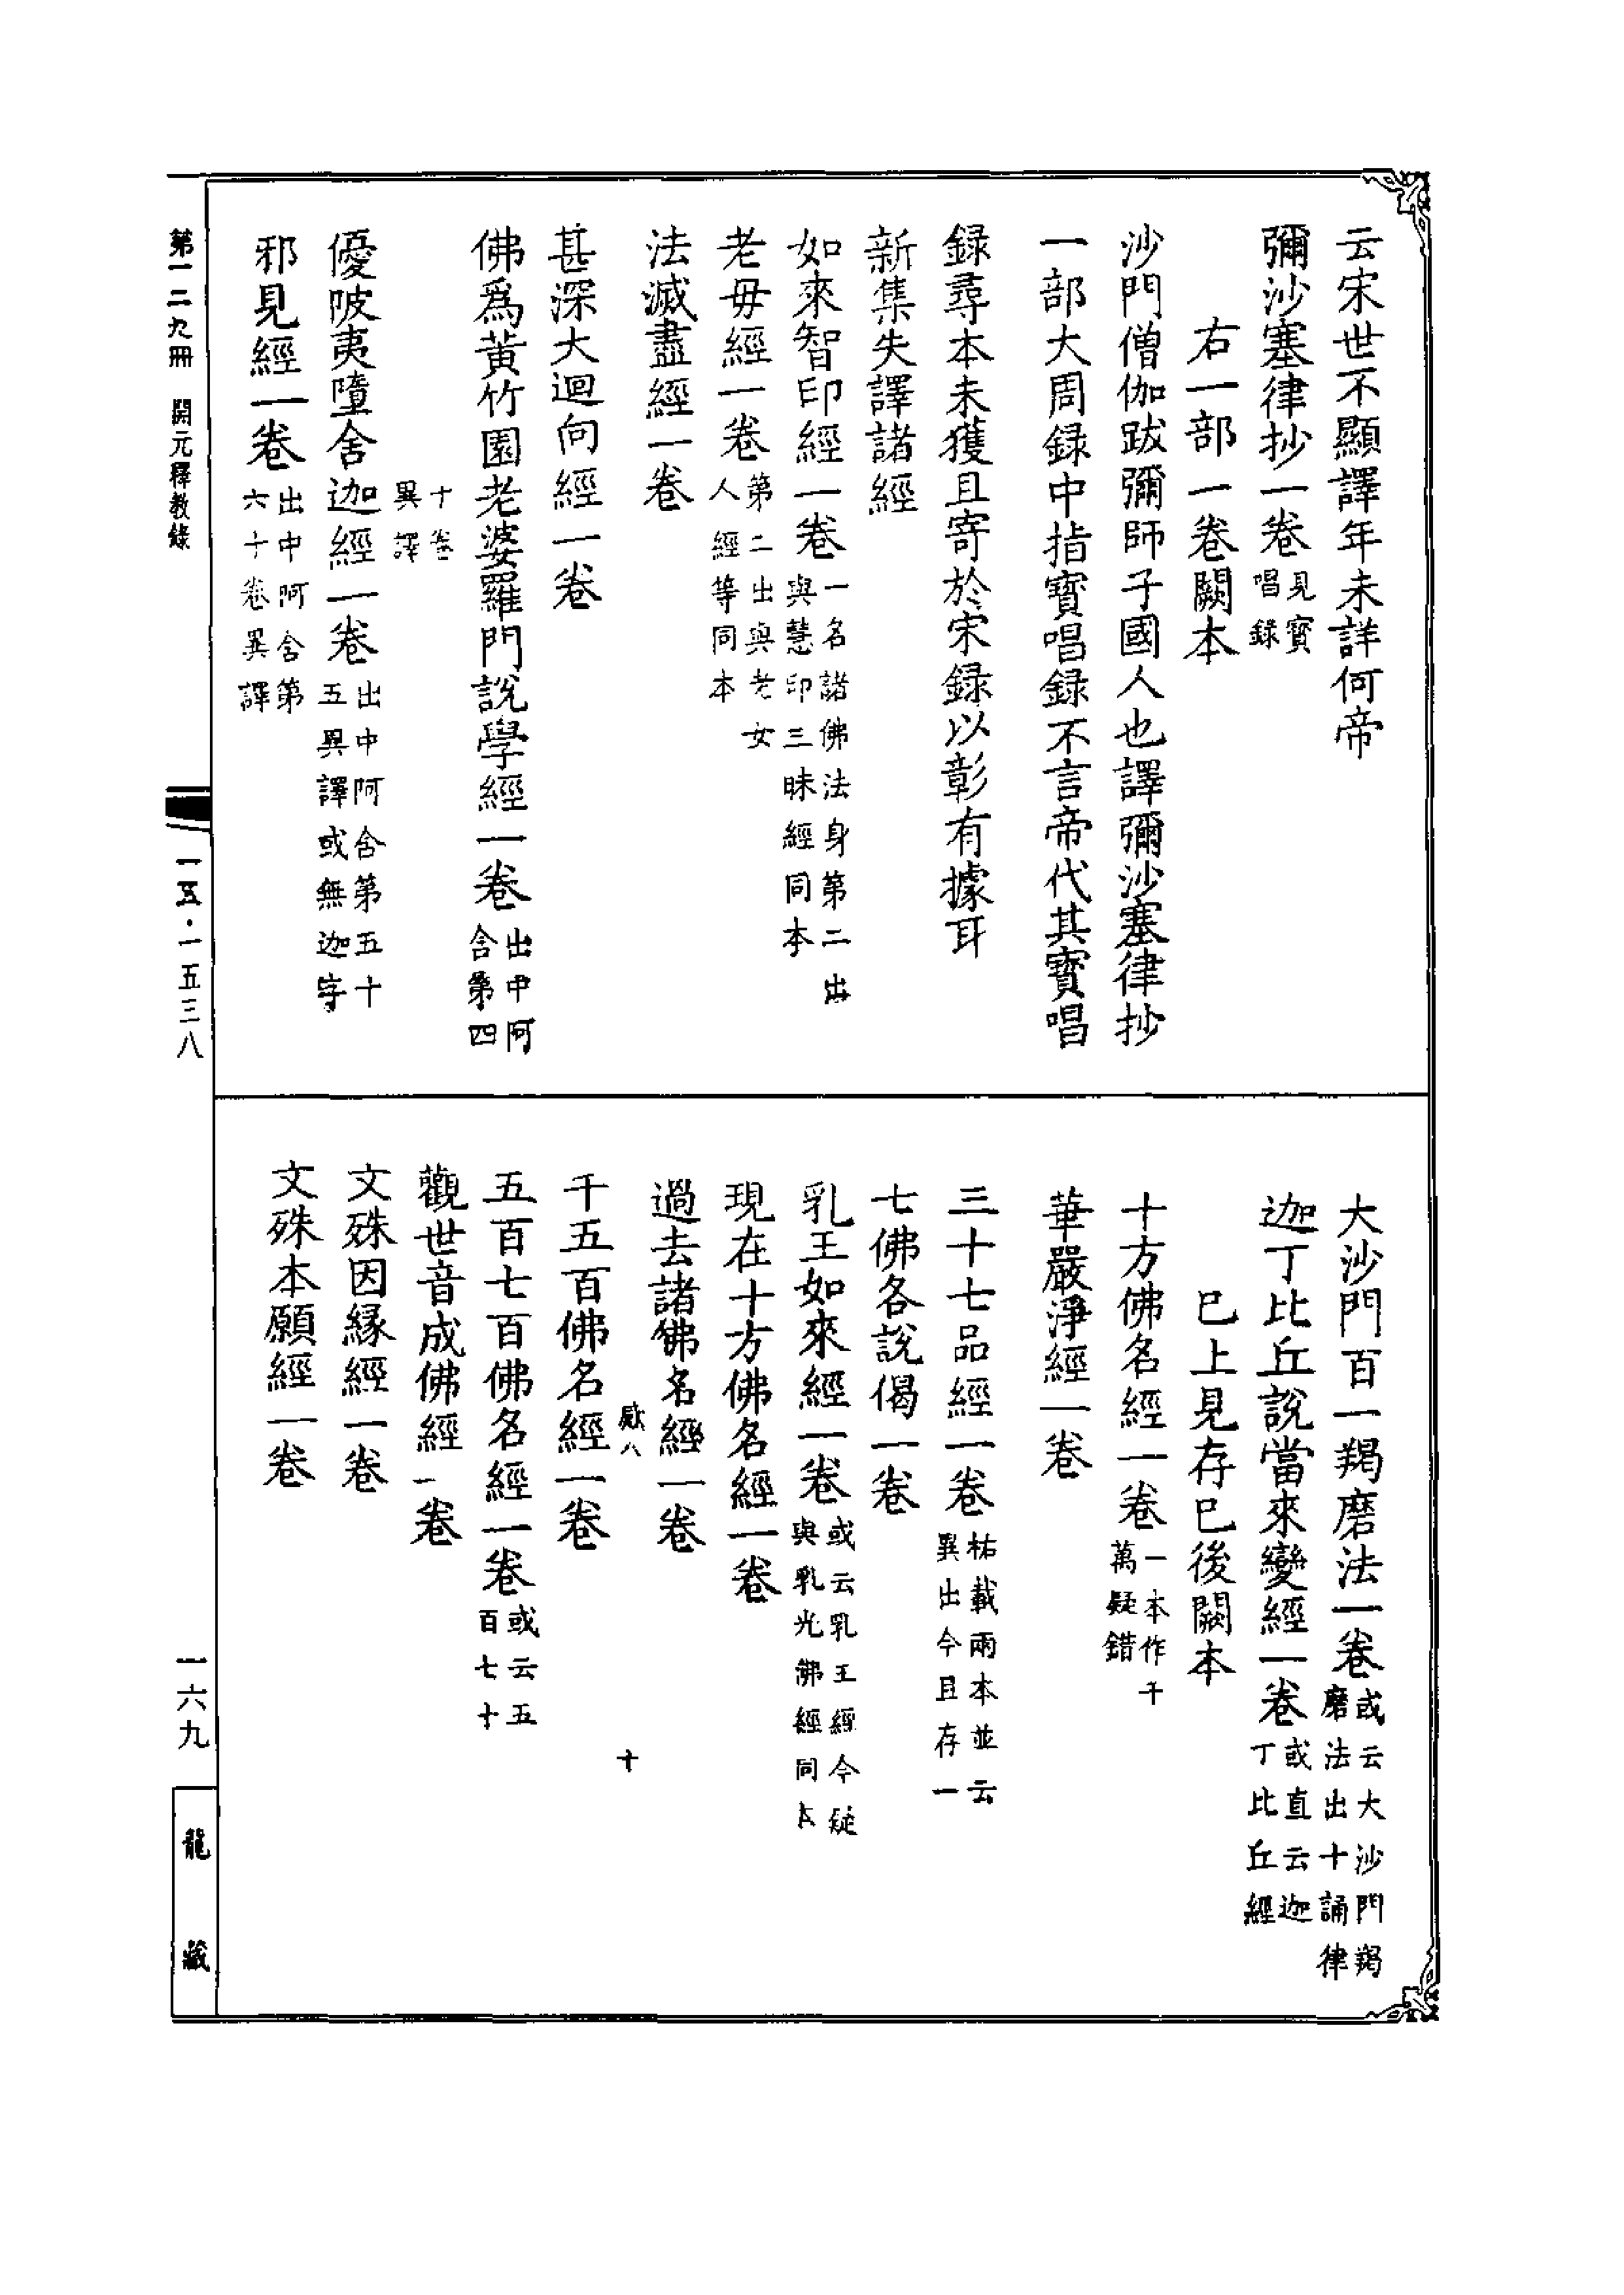 云宋世不顯譯年未詳何帝
彌沙塞律抄一卷見寶唱錄
右一部一卷闕本
沙門僧伽跋彌師子國人也譯彌沙塞律抄
一部大周録中指寶唱録不言帝代其寶唱
録尋本未獲且寄於宋録以彰有據耳
新集失譯諸經
如來智印經一卷一名諸佛法身第二出與慧印三昧經同本
老毋經一卷第二出與老女人經等同本
法滅盡經一卷
甚深大迴向經一卷
佛爲黃竹園老婆羅門說學經一卷出中阿含第四
十卷異譯
優陂夷墮舍迦經一卷出中阿含第五十五異譯或無迦字
邪見經一卷出中阿含第六十卷異譯
大沙門百一羯磨法一卷或云大沙門羯磨法出十誦律
迦丁比丘說當來變經一卷或直云迦丁比丘經
已上見存已後闕本
十方佛名經一卷一本作千萬疑錯
華嚴淨經一卷
三十七品經一卷祐載兩本並云異出今且存一
七佛各說偈一卷
乳王如來經一卷或云乳王經今疑與乳光佛經同本
現在十方佛名經一卷
過去諸佛名經一卷
八 十
千五百佛名經一卷
五百七百佛名經一卷或云五百七十
觀世音成佛經一卷
文殊因縁經一卷
文殊本願經一卷
第一二九冊 開元釋教錄
一五·一五三八
一六九
龍藏